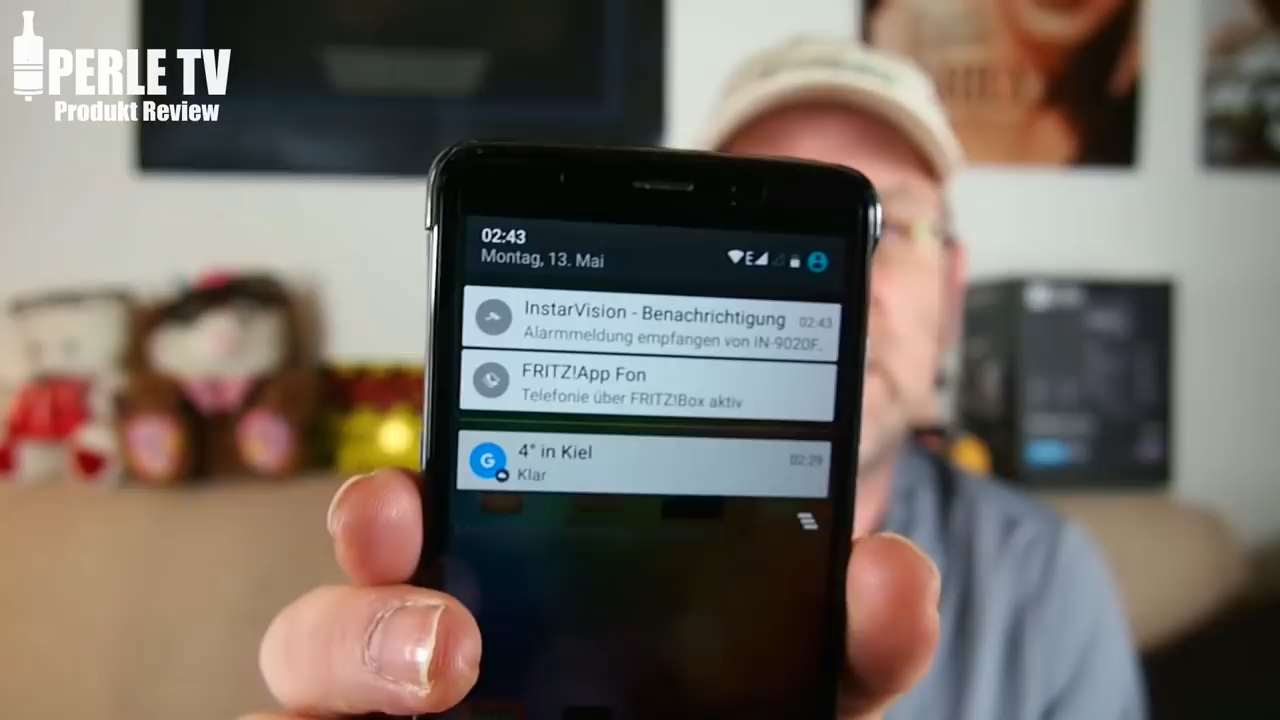 PERLE TV
Produkt Review
02:43
Montag, 13. Mai
E
InstarVision - Benachrichtigung 02:43
Alarmmeldung empfangen von IN-9020F..
FRITZ!App Fon
Telefonie über FRITZ!Box aktiv
G
4° in Kiel 02:29
Klar